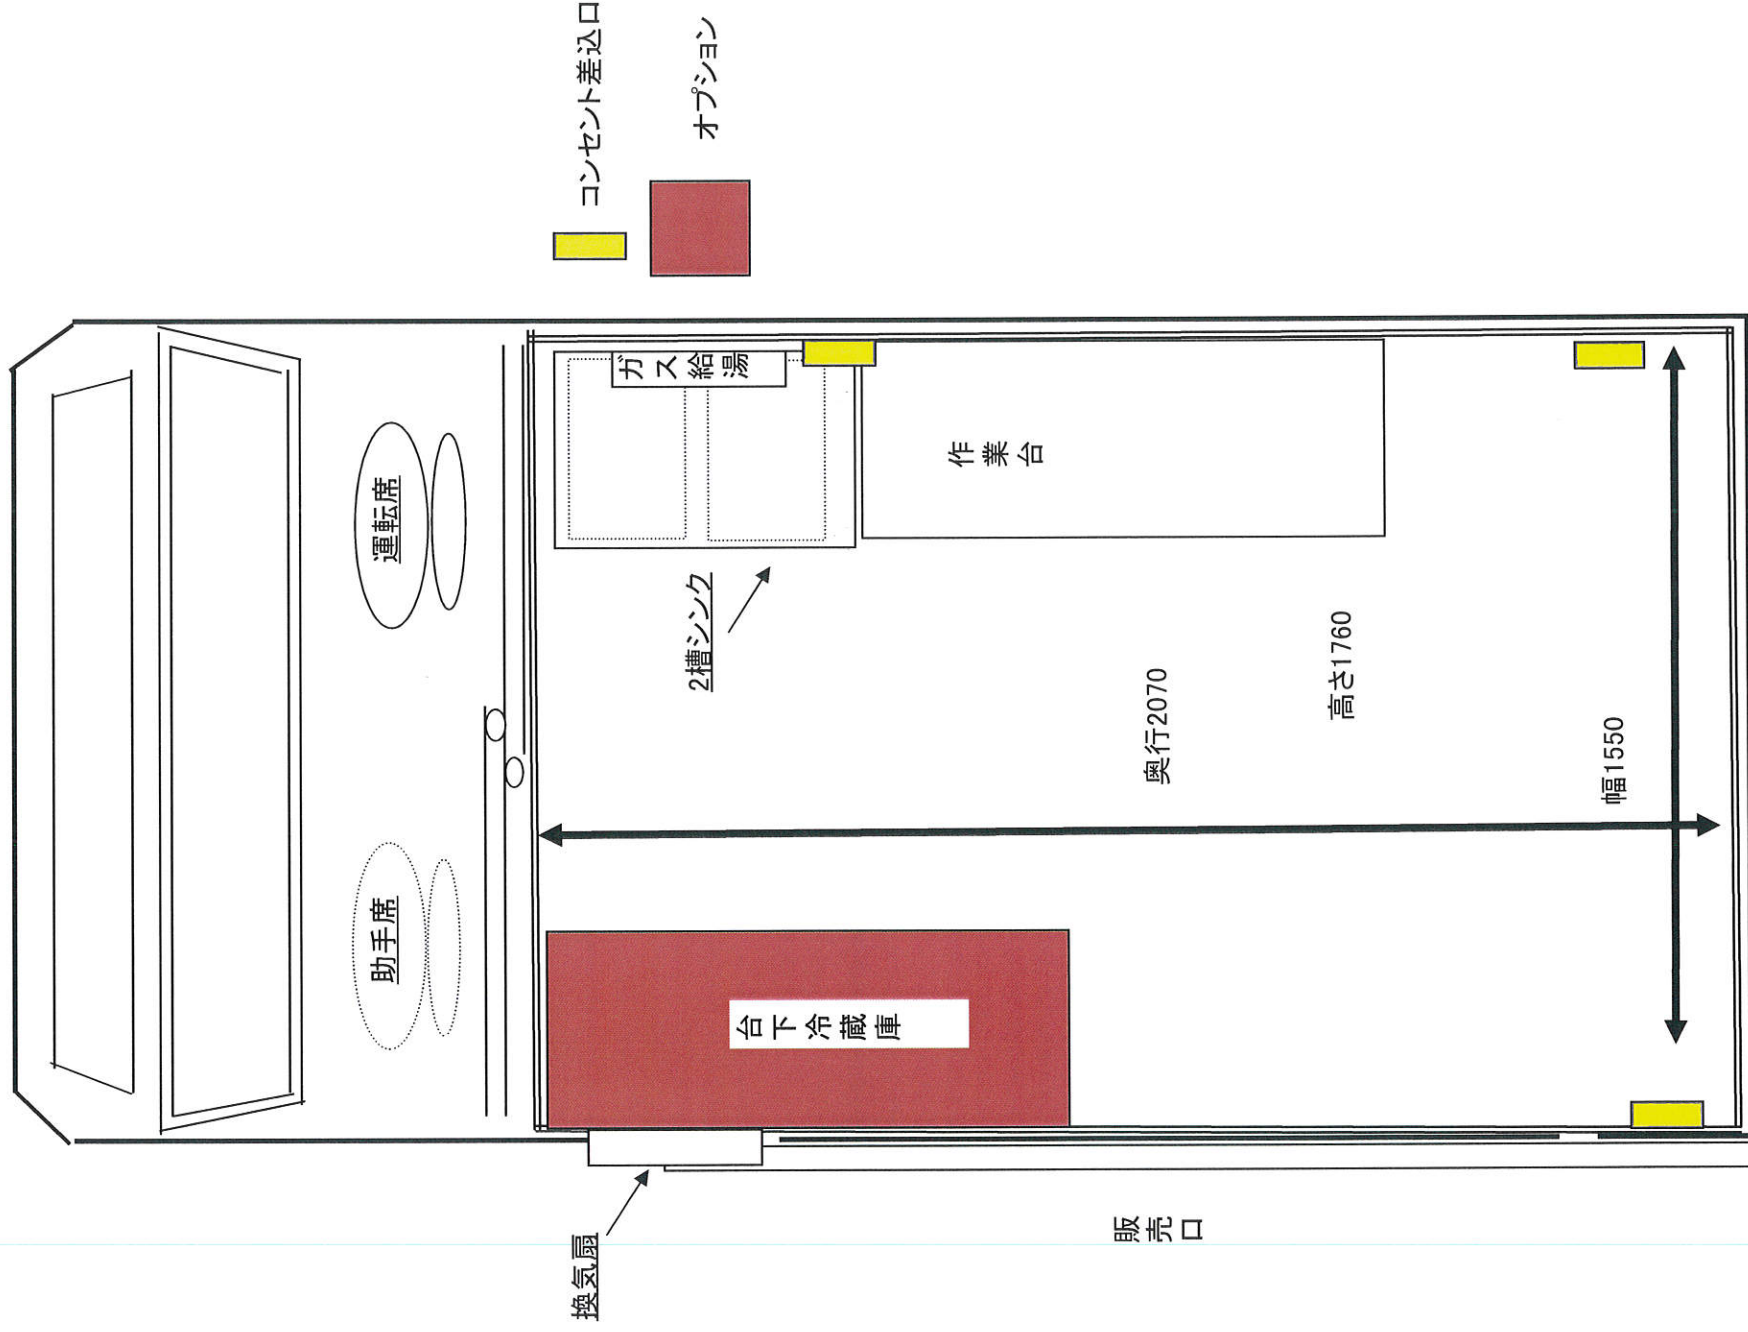 コンセント差込口
オプション
運転席
助手席
ガス給湯
2槽シンク
作業台
台下冷蔵庫
奥行2070
高さ1760
幅1550
換気扇
販売口